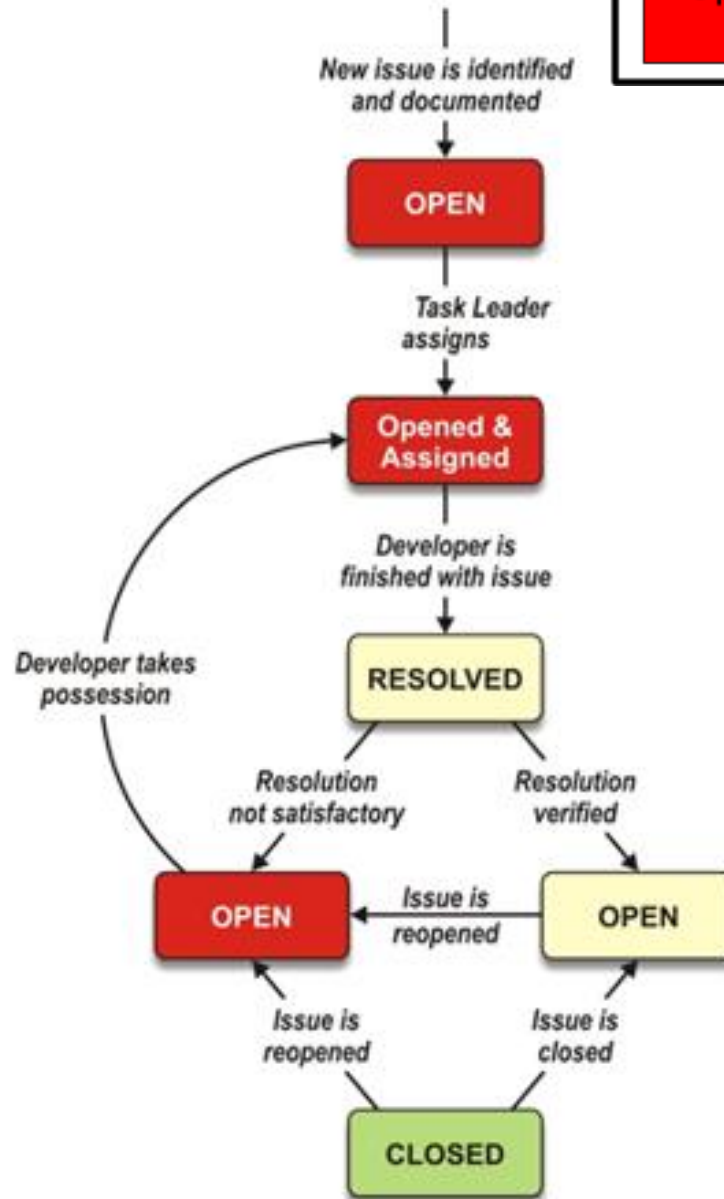 New issue is identified
and documented
OPEN
Task Leader
assigns
Opened &
Assigned
Developer is
finished with issue
RESOLVED
Developer takes
possession
Resolution
not satisfactory
Resolution
verified
OPEN
Issue is
reopened
OPEN
Issue is
reopened
Issue is
closed
CLOSED